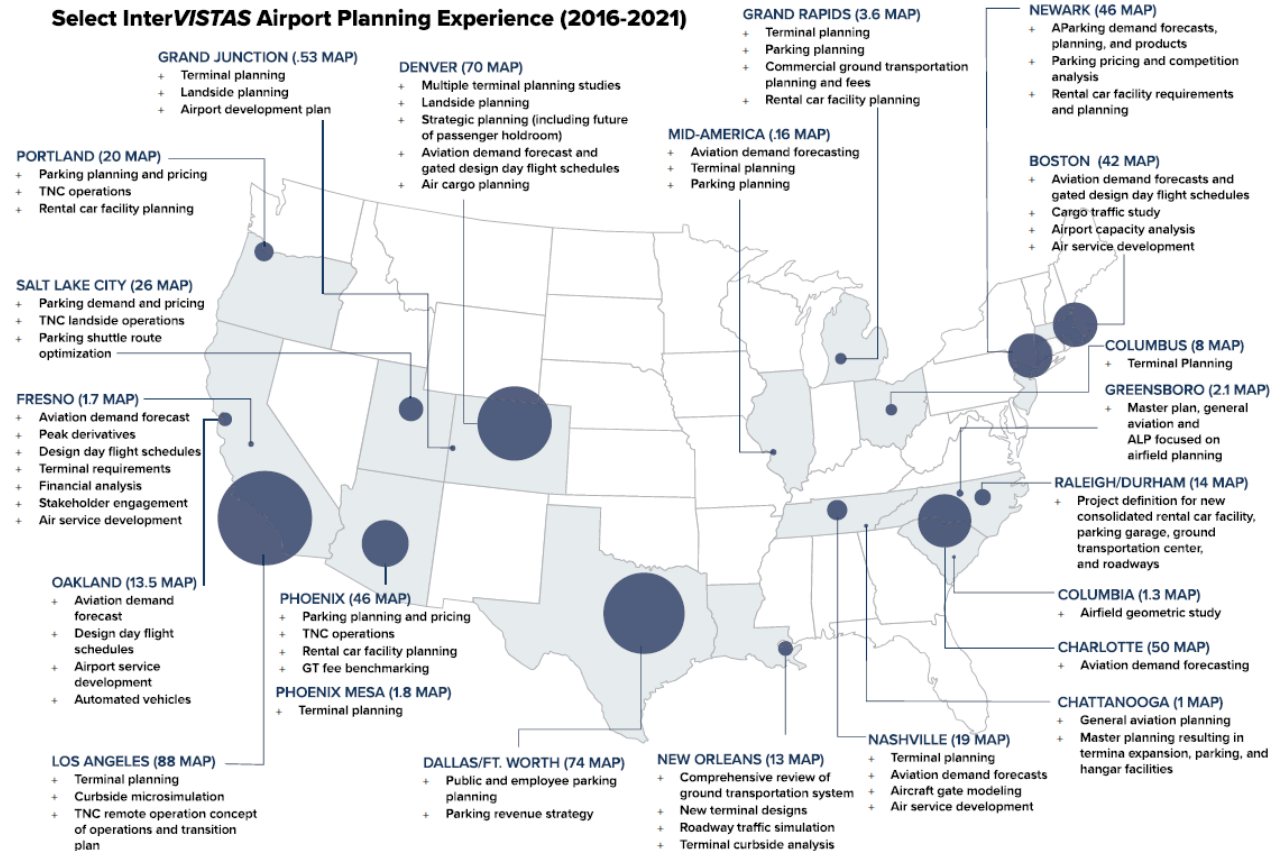 Select InterVISTAS Airport Planning Experience (2016-2021)
GRAND JUNCTION (.53 MAP)
+ Terminal planning
+ Landside planning
+ Airport development plan
DENVER (70 MAP)
+ Multiple terminal planning studies
+ Landside planning
+ Strategic planning (including future
of passenger holdroom)
+ Aviation demand forecast and
gated design day flight schedules
+ Air cargo planning
GRAND RAPIDS (3.6 MAP)
+ Terminal planning
+ Parking planning
+ Commercial ground transportation
planning and fees
+ Rental car facility planning
NEWARK (46 MAP)
+ AParking demand forecasts,
planning, and products
+ Parking pricing and competition
analysis
+ Rental car facility requirements
and planning
MID-AMERICA (.16 MAP)
+ Aviation demand forecasting
+ Terminal planning
+ Parking planning
PORTLAND (20 MAP)
+ Parking planning and pricing
+ TNC operations
+ Rental car facility planning
BOSTON (42 MAP)
+ Aviation demand forecasts and
gated design day flight schedules
+ Cargo traffic study
+ Airport capacity analysis
+ Air service development
SALT LAKE CITY (26 MAP)
+ Parking demand and pricing
+ TNC landside operations
+ Parking shuttle route
optimization
COLUMBUS (8 MAP)
+ Terminal Planning
GREENSBORO (2.1 MAP)
+ Master plan, general
aviation and
ALP focused on
airfield planning
FRESNO (1.7 MAP)
+ Aviation demand forecast
+ Peak derivatives
+ Design day flight schedules
+ Terminal requirements
+ Financial analysis
+ Stakeholder engagement
+ Air service development
RALEIGH/DURHAM (14 MAP)
+ Project definition for new
consolidated rental car facility,
parking garage, ground
transportation center,
and roadways
OAKLAND (13.5 MAP)
+ Aviation demand
forecast
+ Design day flight
schedules
+ Airport service
development
+ Automated vehicles
PHOENIX (46 MAP)
+ Parking planning and pricing
+ TNC operations
+ Rental car facility planning
+ GT fee benchmarking
PHOENIX MESA (1.8 MAP)
+ Terminal planning
COLUMBIA (1.3 MAP)
+ Airfield geometric study
CHARLOTTE (50 MAP)
+ Aviation demand forecasting
CHATTANOOGA (1 MAP)
+ General aviation planning
+ Master planning resulting in
termina expansion, parking, and
hangar facilities
LOS ANGELES (88 MAP)
+ Terminal planning
+ Curbside microsimulation
+ TNC remote operation concept
of operations and transition
plan
DALLAS/FT. WORTH (74 MAP)
+ Public and employee parking
planning
+ Parking revenue strategy
NEW ORLEANS (13 MAP)
+ Comprehensive review of
ground transportation system
+ New terminal designs
+ Roadway traffic simulation
+ Terminal curbside analysis
NASHVILLE (19 MAP)
+ Terminal planning
+ Aviation demand forecasts
+ Aircraft gate modeling
+ Air service development